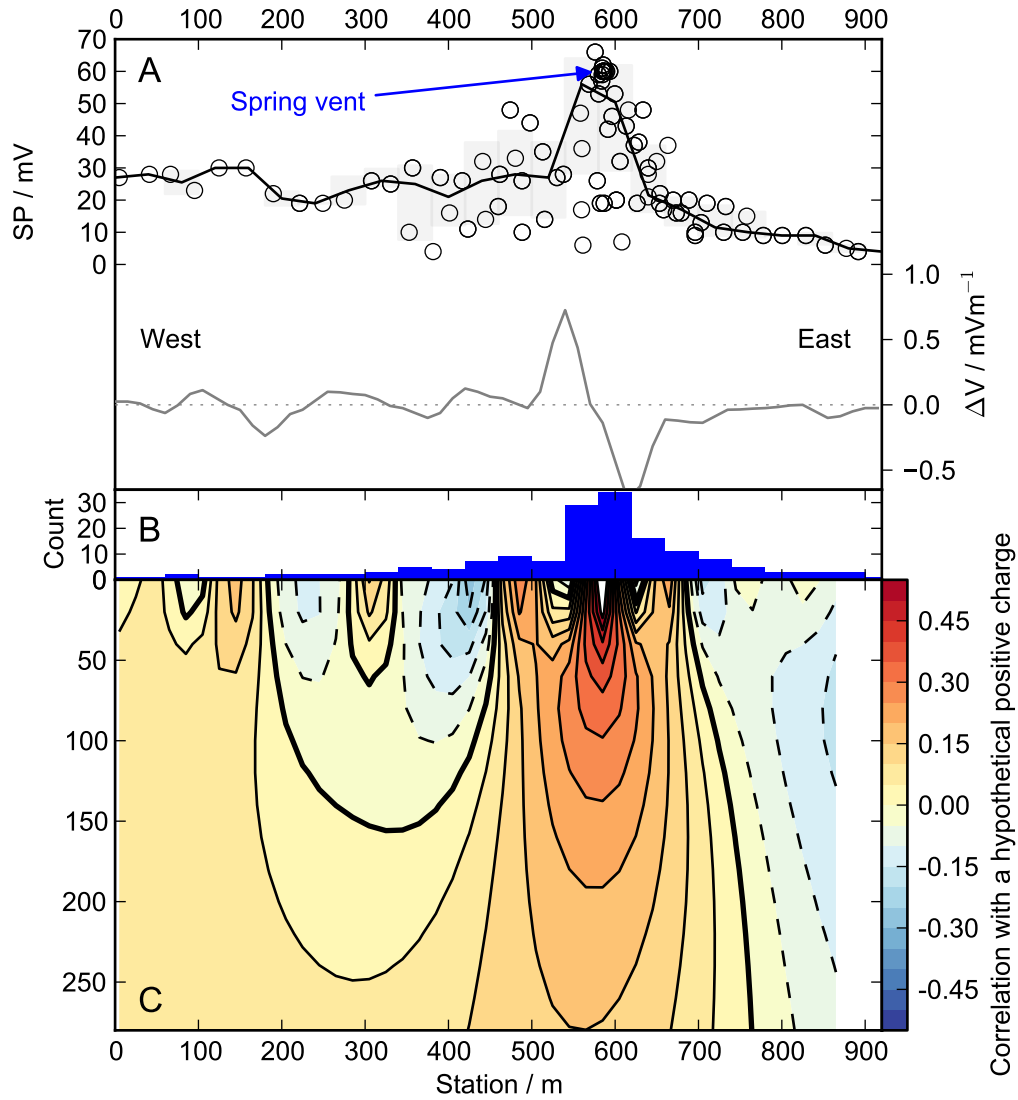 0 100 200 300 400 500 600 700 800 900
A
70
60
50
40
30
20
10
0
SP / mV
Spring vent
West
East
1.0
0.5
0.0
−0.5
ΔV / mVm⁻¹
B
30
20
10
0
Count
50
100
150
200
250
C
0 100 200 300 400 500 600 700 800 900
Station / m
0.45
0.30
0.15
0.00
-0.15
-0.30
-0.45
Correlation with a hypothetical positive charge